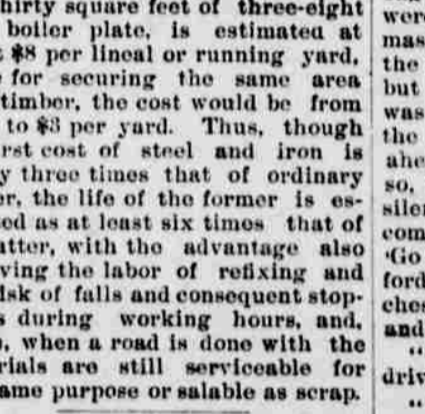 hirty square feet of three-eight
boiler plate, is estimated at
$8 per lineal or running yard,
for securing the same area
timber, the cost would be from
to $3 per yard. Thus, though
rst cost of steel and iron is
y three times that of ordinary
er, the life of the former is es-
ed as at least six times that of
atter, with the advantage also
ving the labor of refixing and
isk of falls and consequent stop-
s during working hours, and,
, when a road is done with the
rials are still serviceable for
ame purpose or salable as scrap.
were
mas
the
but
was
the
ahe
so,
siler
com
'Go
ford
ches
and
"
driv
"